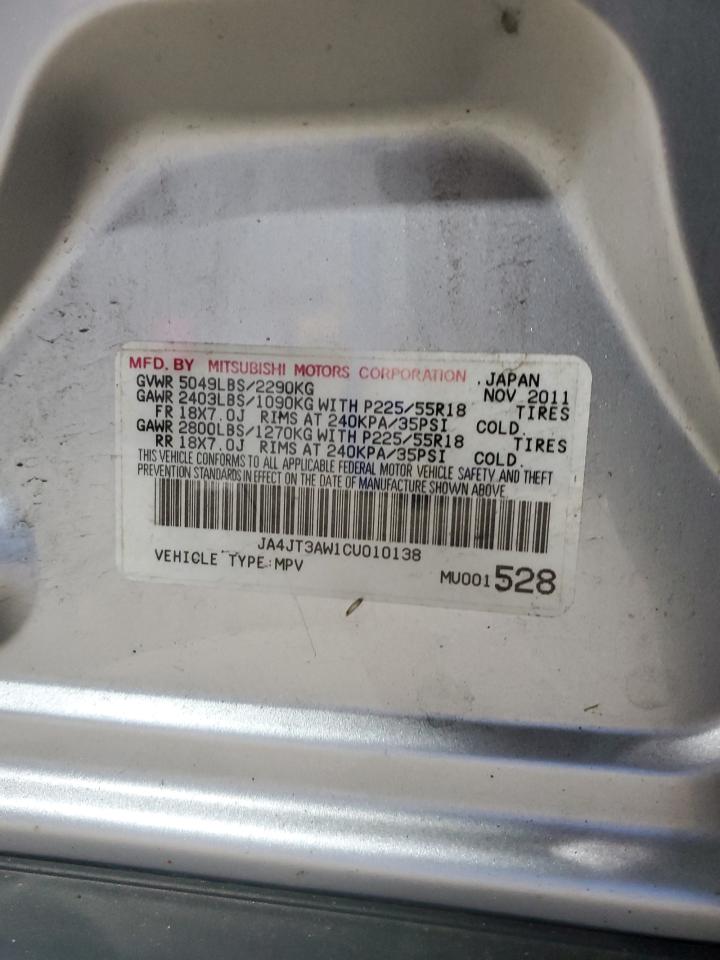 MFD. BY MITSUBISHI MOTORS CORPORATION , JAPAN
GVWR 5049LBS/2290KG NOV 2011
GAWR 2403LBS/1090KG WITH P225/55R18 TIRES
FR 18X7.0J RIMS AT 240KPA/35PSI COLD.
GAWR 2800LBS/1270KG WITH P225/55R18 TIRES
RR 18X7.0J RIMS AT 240KPA/35PSI COLD.
THIS VEHICLE CONFORMS TO ALL APPLICABLE FEDERAL MOTOR VEHICLE SAFETY AND THEFT
PREVENTION STANDARDS IN EFFECT ON THE DATE OF MANUFACTURE SHOWN ABOVE.
JA4JT3AW1CU010138
VEHICLE TYPE:MPV MU001 528